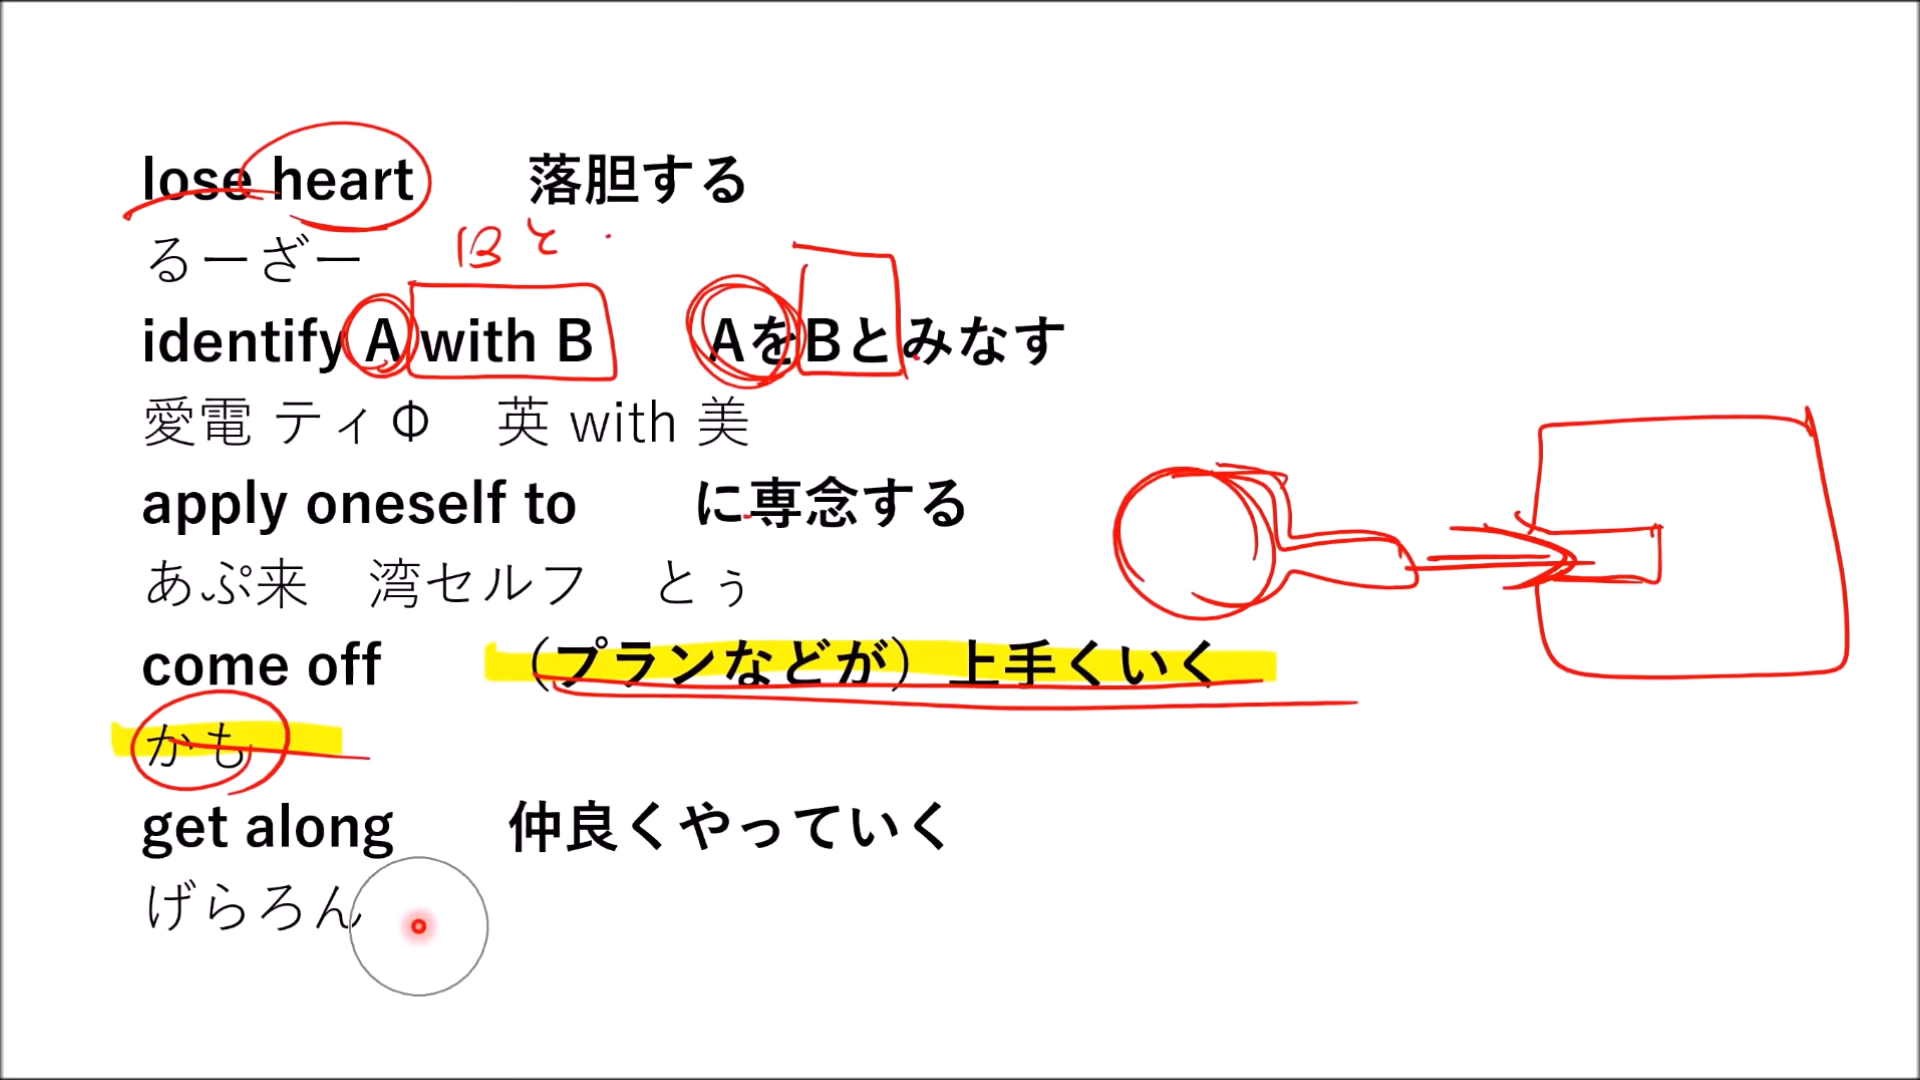 lose heart 落胆する
Bと
るーざー
identify A with B AをBとみなす
愛電 ティΦ 英 with 美
apply oneself to に専念する
あぷ来 湾セルフ とぅ
come off （プランなどが）上手くいく
かも
get along 仲良くやっていく
げらろん